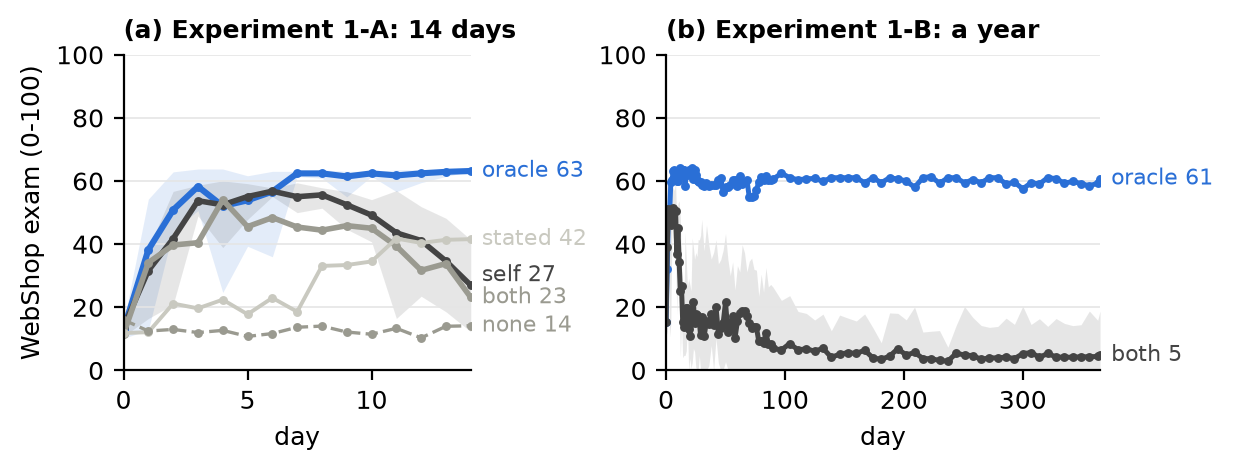 (a) Experiment 1-A: 14 days
WebShop exam (0-100)
100
80
60
40
20
0
0 5 10
day
oracle 63
stated 42
self 27
both 23
none 14
(b) Experiment 1-B: a year
100
80
60
40
20
0
0 100 200 300
day
oracle 61
both 5